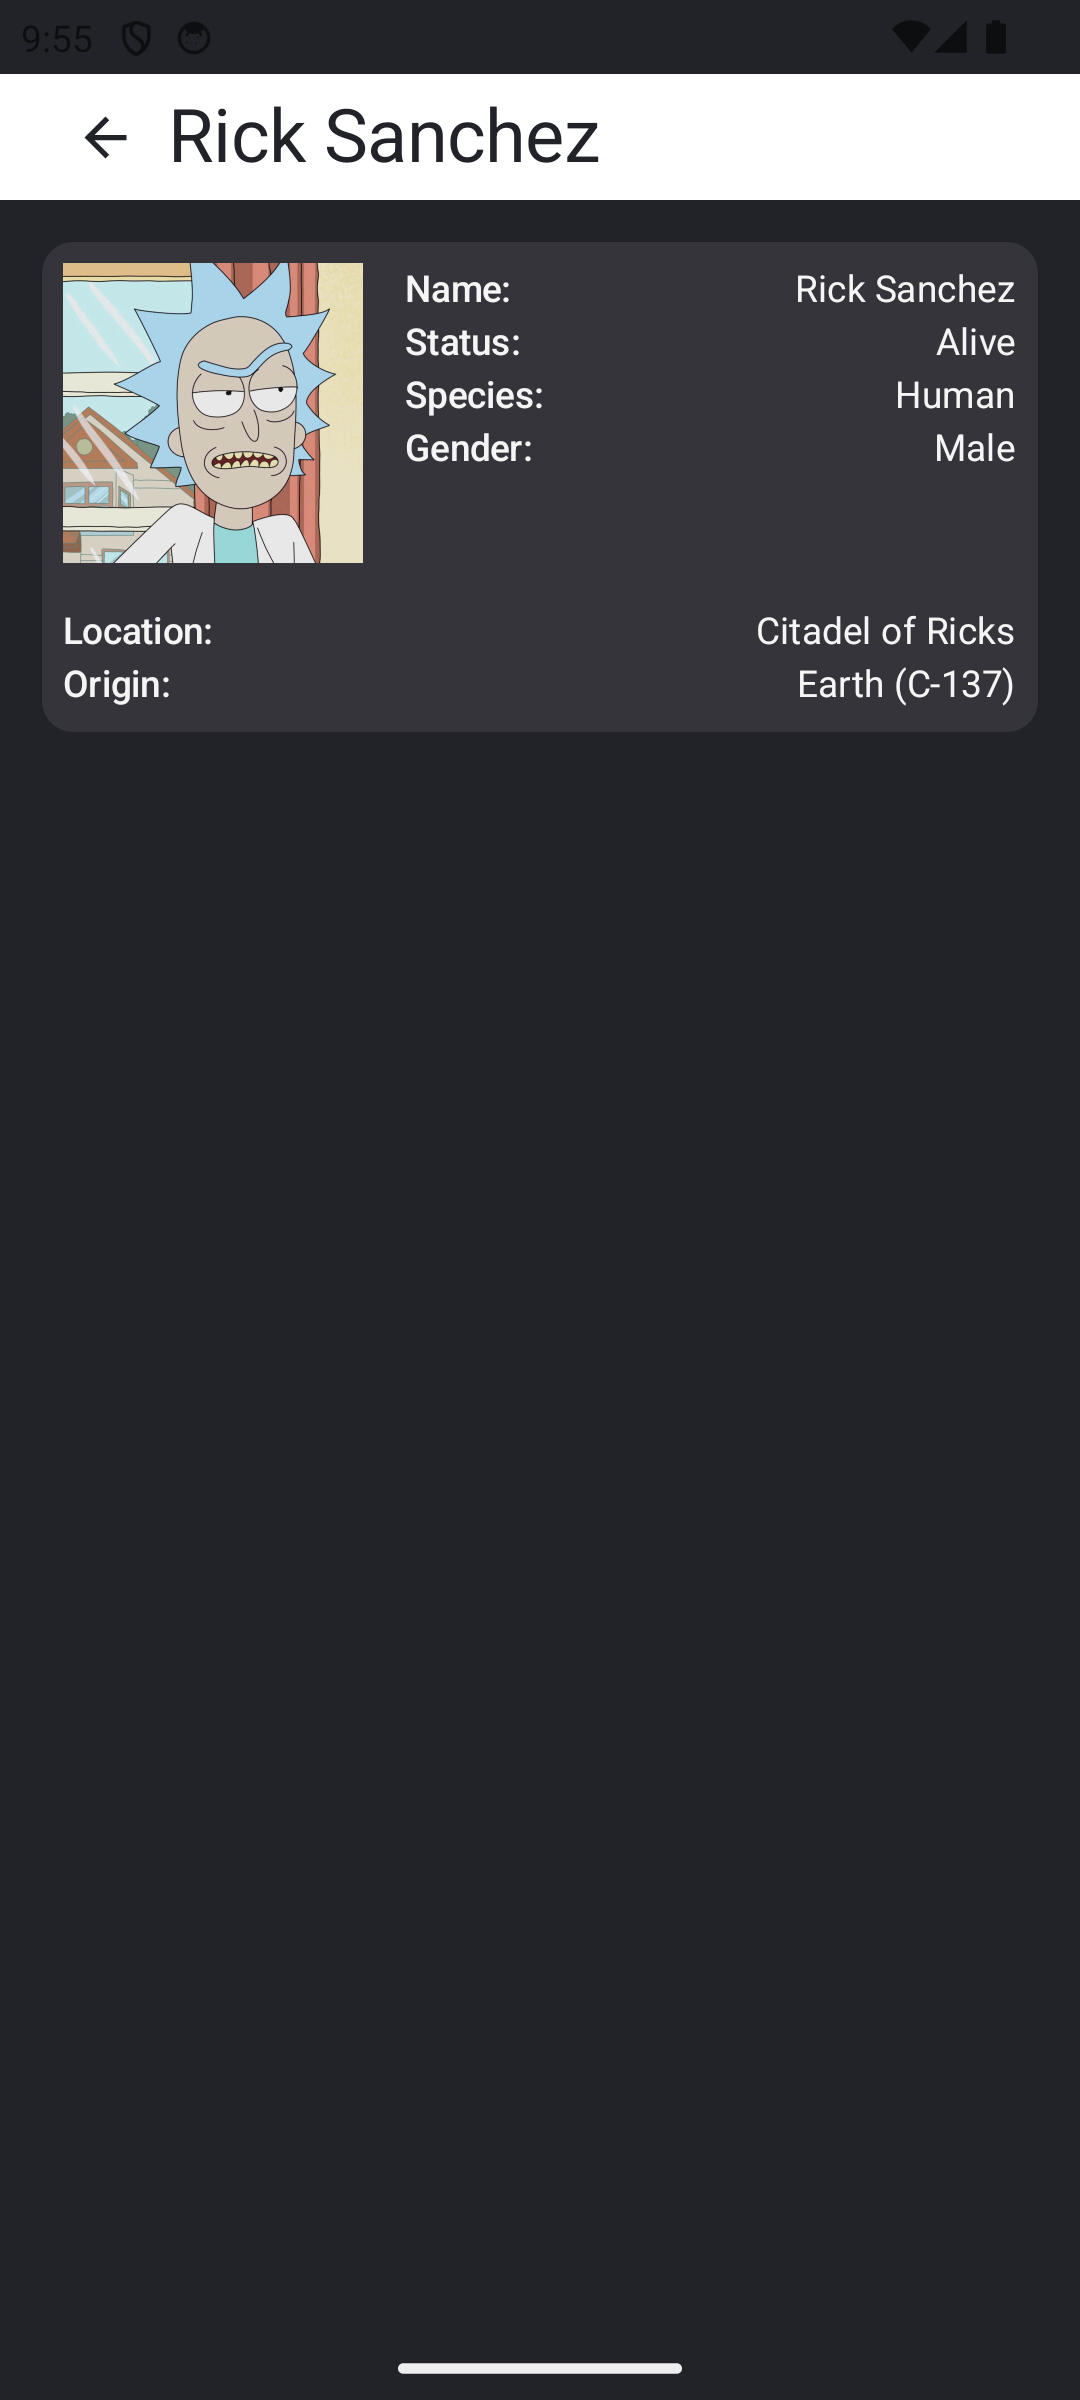 9:55
Rick Sanchez
Name: Rick Sanchez
Status: Alive
Species: Human
Gender: Male
Location: Citadel of Ricks
Origin: Earth (C-137)